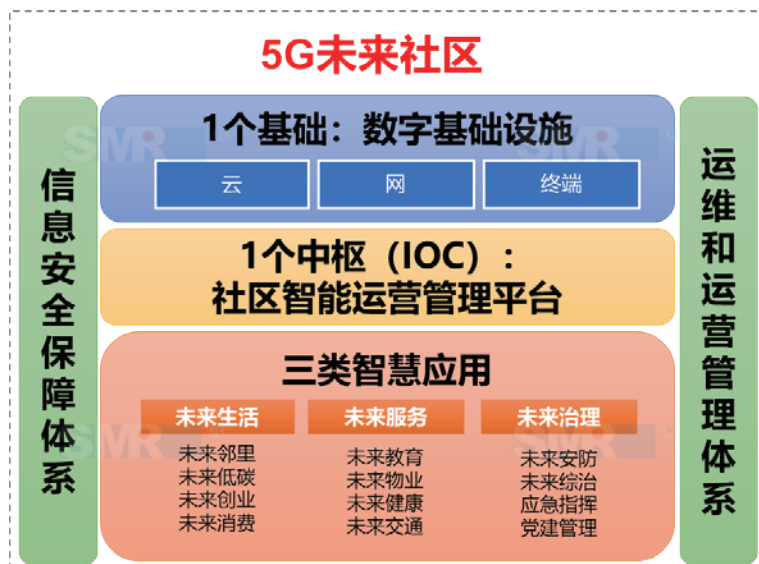 5G未来社区
信息安全保障体系
1个基础：数字基础设施
云
网
终端
1个中枢（IOC）：
社区智能运营管理平台
三类智慧应用
未来生活
未来邻里
未来低碳
未来创业
未来消费
未来服务
未来教育
未来物业
未来健康
未来交通
未来治理
未来安防
未来综治
应急指挥
党建管理
运维和运营管理体系
SMR
SMR
SMR
SMR